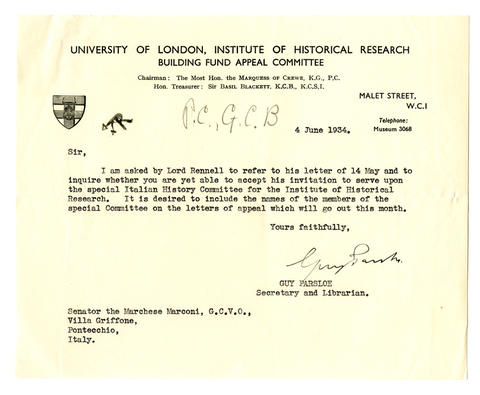 UNIVERSITY OF LONDON, INSTITUTE OF HISTORICAL RESEARCH
BUILDING FUND APPEAL COMMITTEE
Chairman : The Most Hon. the MARQUESS OF CREWE, K.G., P.C.
Hon. Treasurer : Sir BASIL BLACKETT, K.C.B., K.C.S.I.
MALET STREET,
W.C.1
P.C., G.C.B
Telephone:
Museum 3068
4 June 1934.
Sir,
I am asked by Lord Rennell to refer to his letter of 14 May and to
inquire whether you are yet able to accept his invitation to serve upon
the special Italian History Committee for the Institute of Historical
Research. It is desired to include the names of the members of the
special Committee on the letters of appeal which will go out this month.
Yours faithfully,
Guy Parsloe
GUY PARSLOE
Secretary and Librarian.
Senator the Marchese Marconi, G.C.V.O.,
Villa Griffone,
Pontecchio,
Italy.